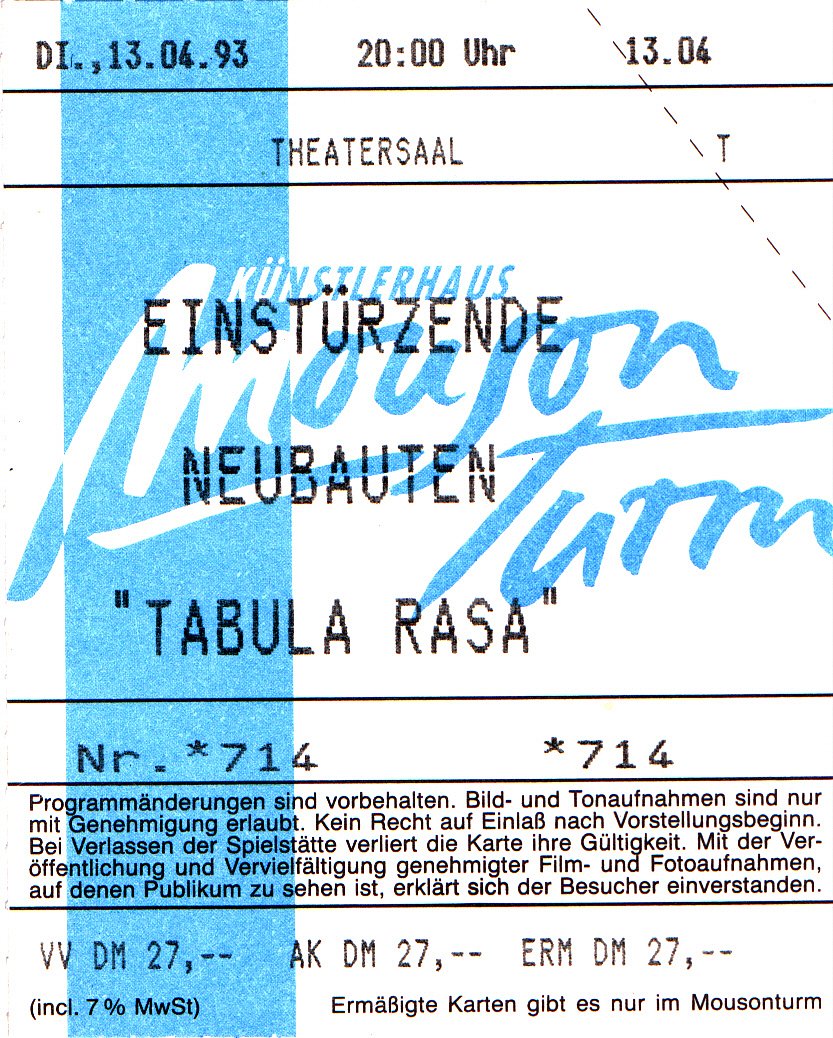 DI.,13.04.93 20:00 Uhr 13.04
THEATERSAAL T
KÜNSTLERHAUS
Mouson
Turm
EINSTÜRZENDE
NEUBAUTEN
"TABULA RASA"
Nr. *714 *714
Programmänderungen sind vorbehalten. Bild- und Tonaufnahmen sind nur
mit Genehmigung erlaubt. Kein Recht auf Einlaß nach Vorstellungsbeginn.
Bei Verlassen der Spielstätte verliert die Karte ihre Gültigkeit. Mit der Ver-
öffentlichung und Vervielfältigung genehmigter Film- und Fotoaufnahmen,
auf denen Publikum zu sehen ist, erklärt sich der Besucher einverstanden.
VV DM 27,-- AK DM 27,-- ERM DM 27,--
(incl. 7 % MwSt) Ermäßigte Karten gibt es nur im Mousonturm